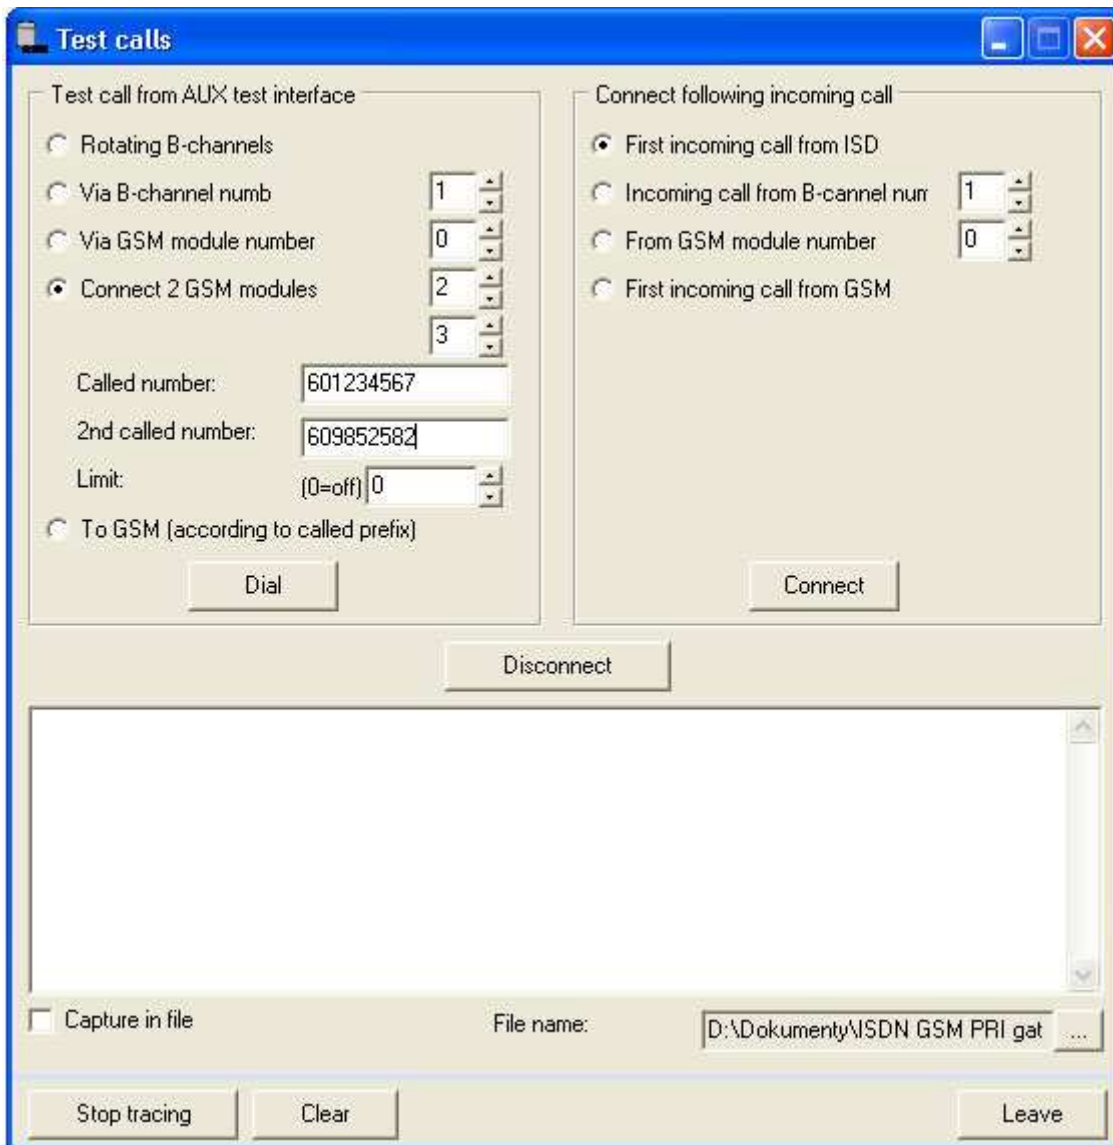 Test calls
Test call from AUX test interface
Rotating B-channels
Via B-channel numb 1
Via GSM module number 0
Connect 2 GSM modules 2
3
Called number: 601234567
2nd called number: 609852582
Limit: (0=off) 0
To GSM (according to called prefix)
Dial
Connect following incoming call
First incoming call from ISD
Incoming call from B-cannel num 1
From GSM module number 0
First incoming call from GSM
Connect
Disconnect
Capture in file
File name: D:\Dokumenty\ISDN GSM PRI gat ...
Stop tracing
Clear
Leave